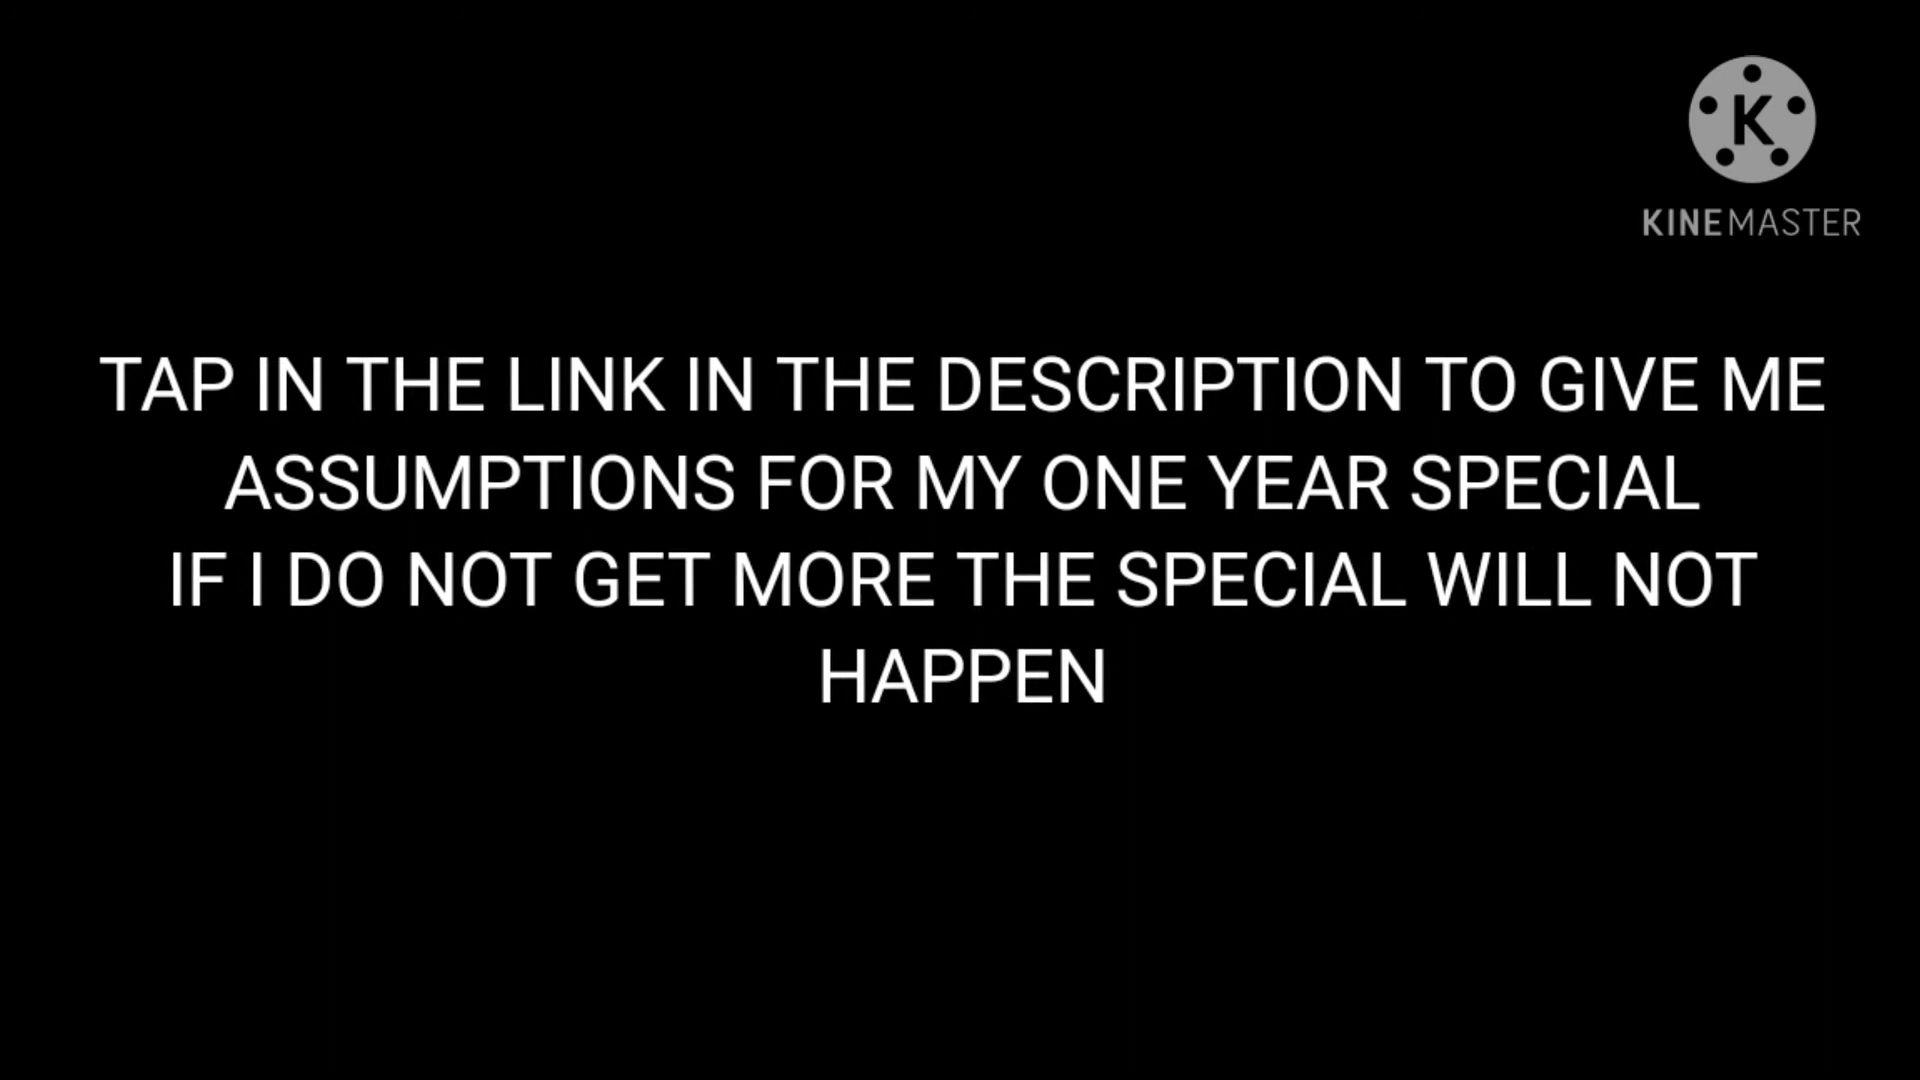 K
KINEMASTER
TAP IN THE LINK IN THE DESCRIPTION TO GIVE ME
ASSUMPTIONS FOR MY ONE YEAR SPECIAL
IF I DO NOT GET MORE THE SPECIAL WILL NOT
HAPPEN